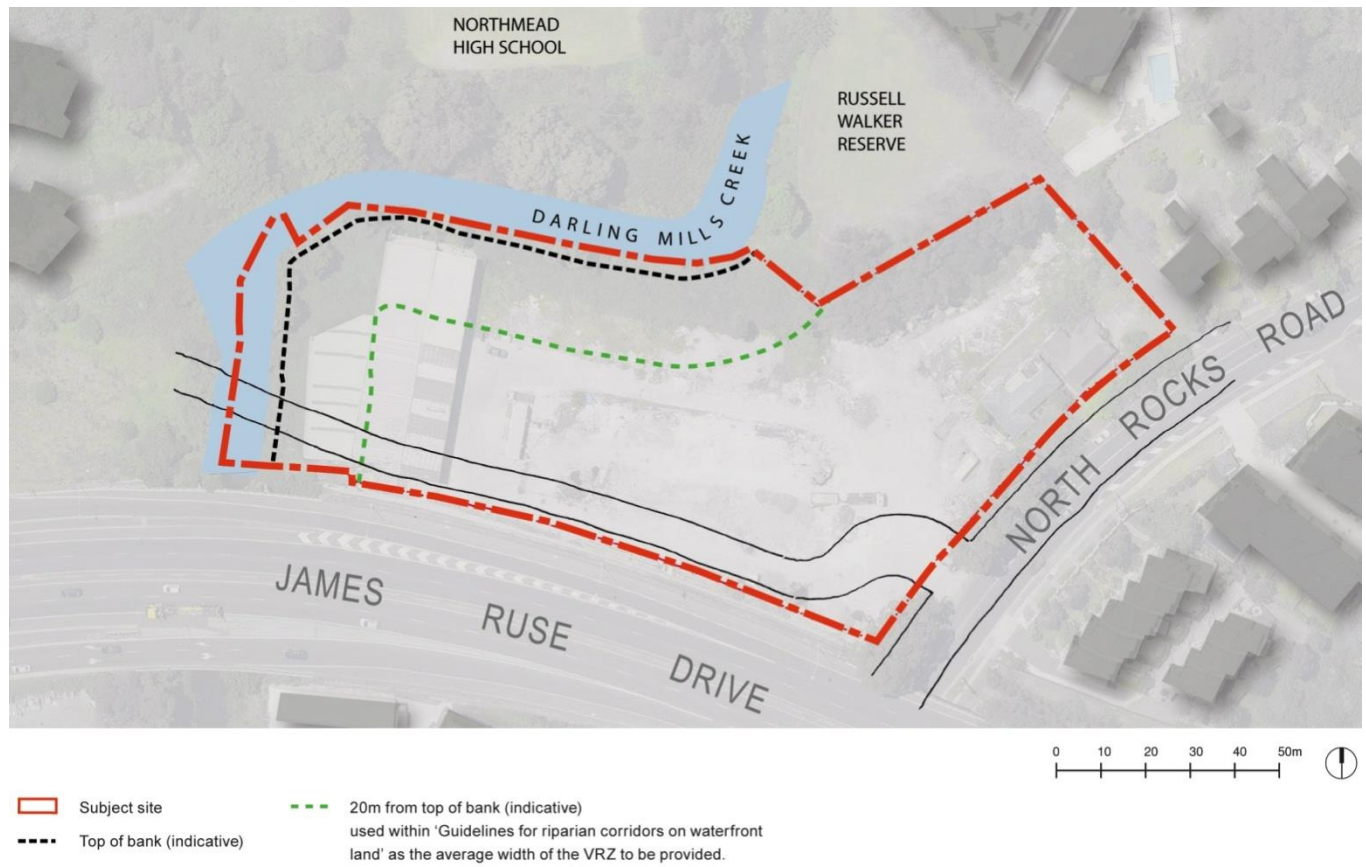 NORTHMEAD
HIGH SCHOOL
RUSSELL
WALKER
RESERVE
DARLING MILLS CREEK
NORTH ROCKS ROAD
JAMES RUSE DRIVE
0 10 20 30 40 50m
Subject site
Top of bank (indicative)
20m from top of bank (indicative)
used within 'Guidelines for riparian corridors on waterfront
land' as the average width of the VRZ to be provided.